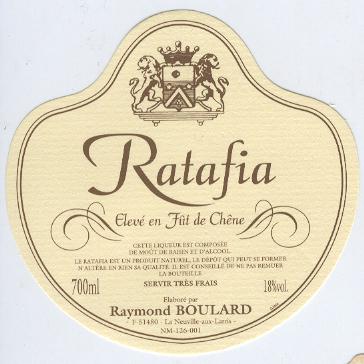 Ratafia
Elevé en Fût de Chêne
CETTE LIQUEUR EST COMPOSÉE
DE MOÛT DE RAISIN ET D'ALCOOL.
LE RATAFIA EST UN PRODUIT NATUREL, LE DÉPÔT QUI PEUT SE FORMER
N'ALTÈRE EN RIEN SA QUALITÉ. IL EST CONSEILLÉ DE NE PAS REMUER
LA BOUTEILLE
700ml SERVIR TRÈS FRAIS 18%vol.
Elaboré par
Raymond BOULARD
F-51480 - La Neuville-aux-Larris -
NM-126-001